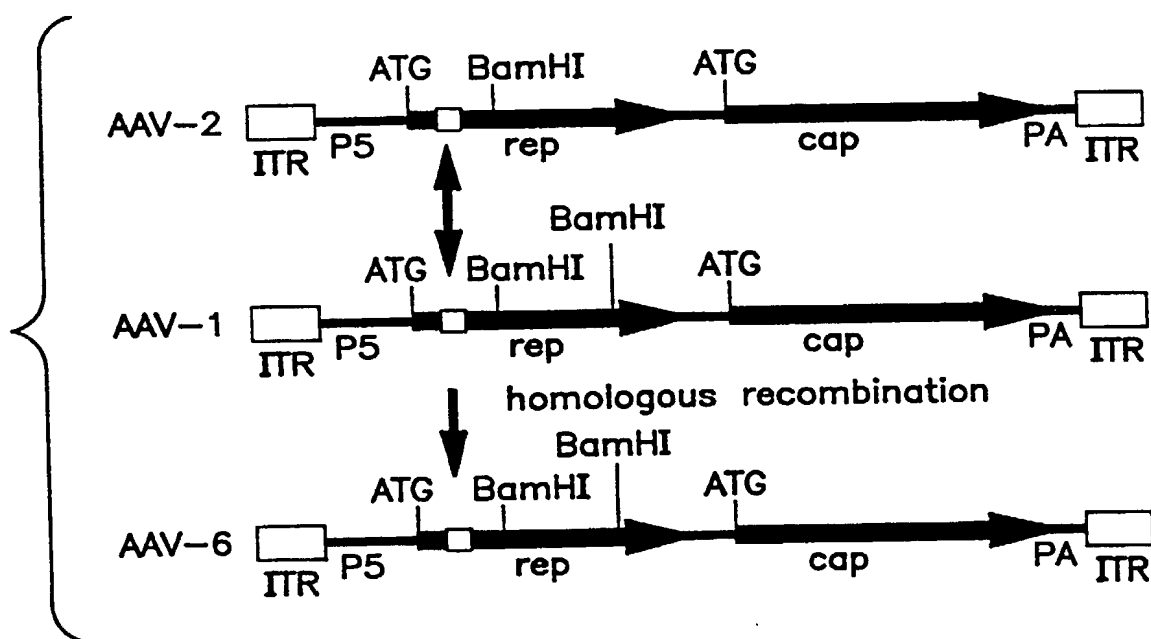 ATG BamHI ATG
AAV-2
ITR P5 rep cap PA ITR
BamHI
ATG BamHI ATG
AAV-1
ITR P5 rep cap PA ITR
homologous recombination
BamHI
ATG BamHI ATG
AAV-6
ITR P5 rep cap PA ITR